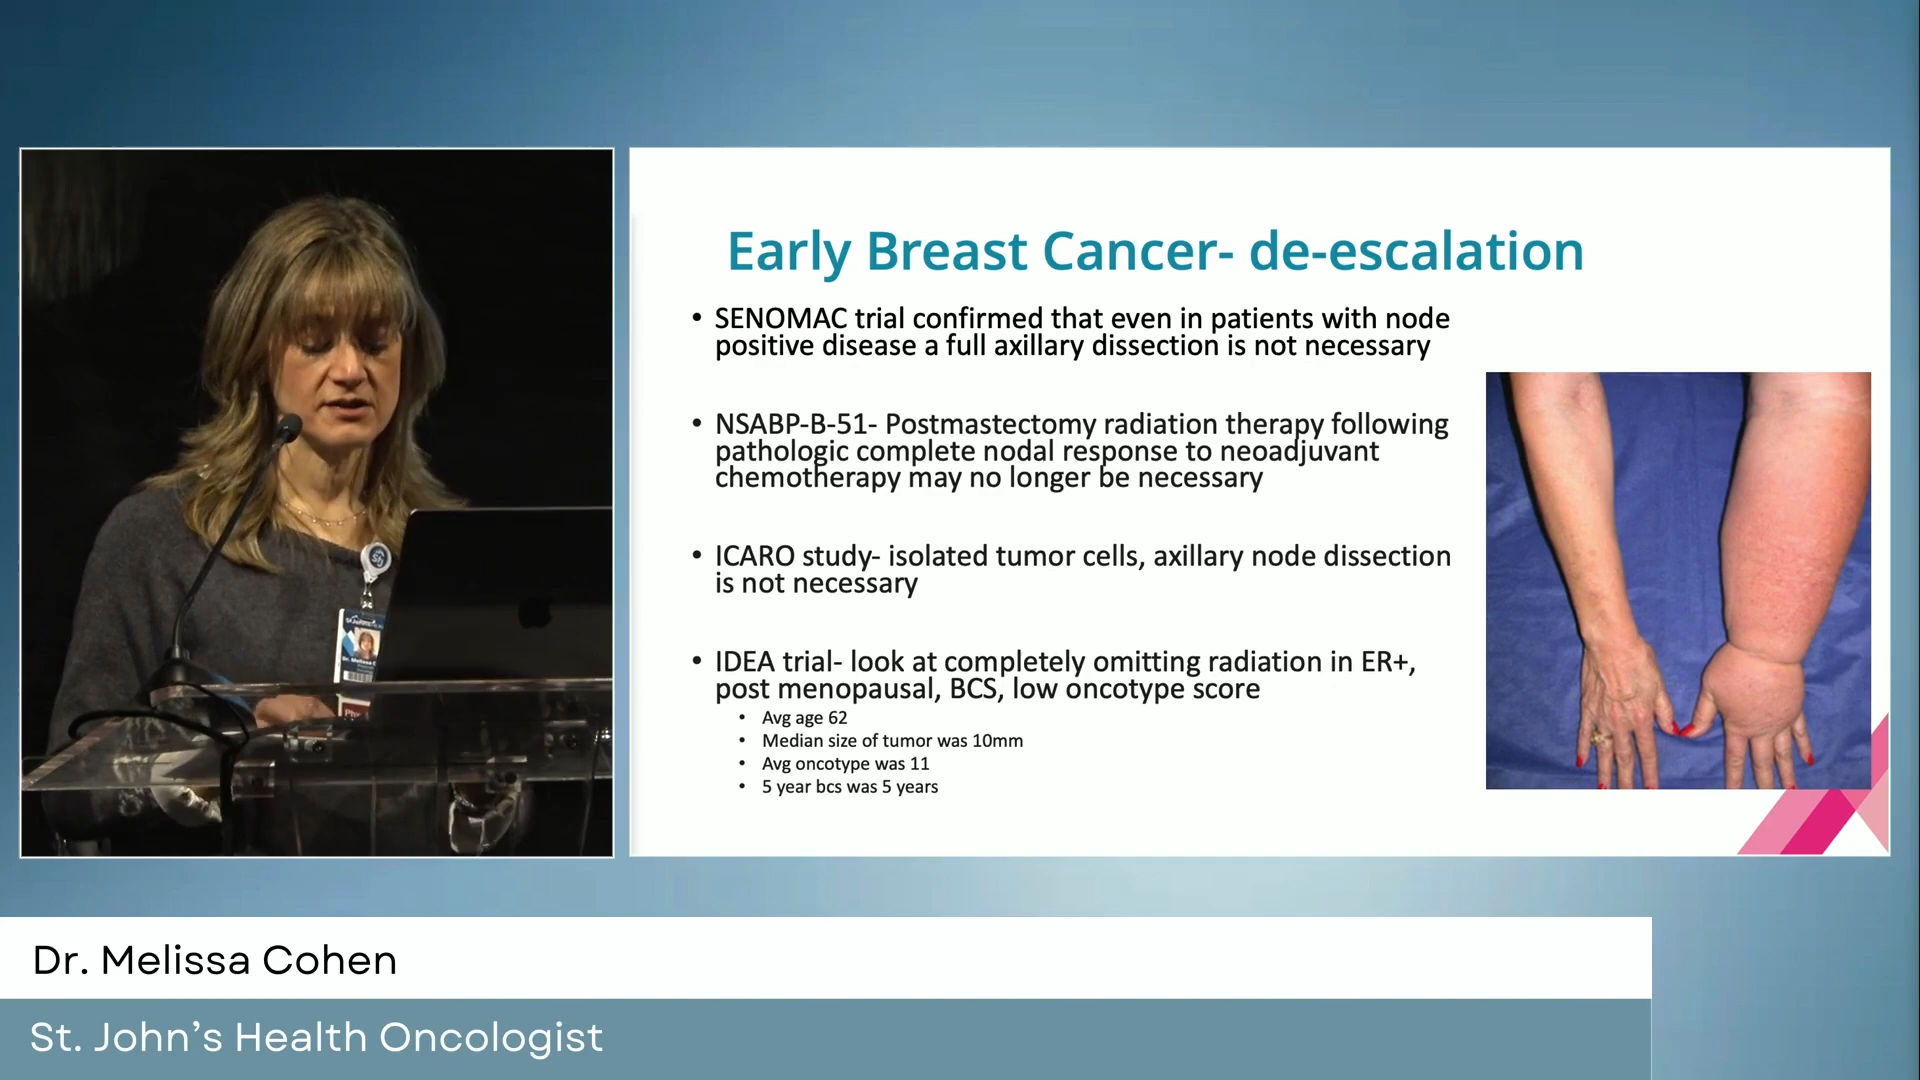 Early Breast Cancer- de-escalation
• SENOMAC trial confirmed that even in patients with node
positive disease a full axillary dissection is not necessary
• NSABP-B-51- Postmastectomy radiation therapy following
pathologic complete nodal response to neoadjuvant
chemotherapy may no longer be necessary
• ICARO study- isolated tumor cells, axillary node dissection
is not necessary
• IDEA trial- look at completely omitting radiation in ER+,
post menopausal, BCS, low oncotype score
• Avg age 62
• Median size of tumor was 10mm
• Avg oncotype was 11
• 5 year bcs was 5 years
Dr. Melissa Cohen
St. John’s Health Oncologist